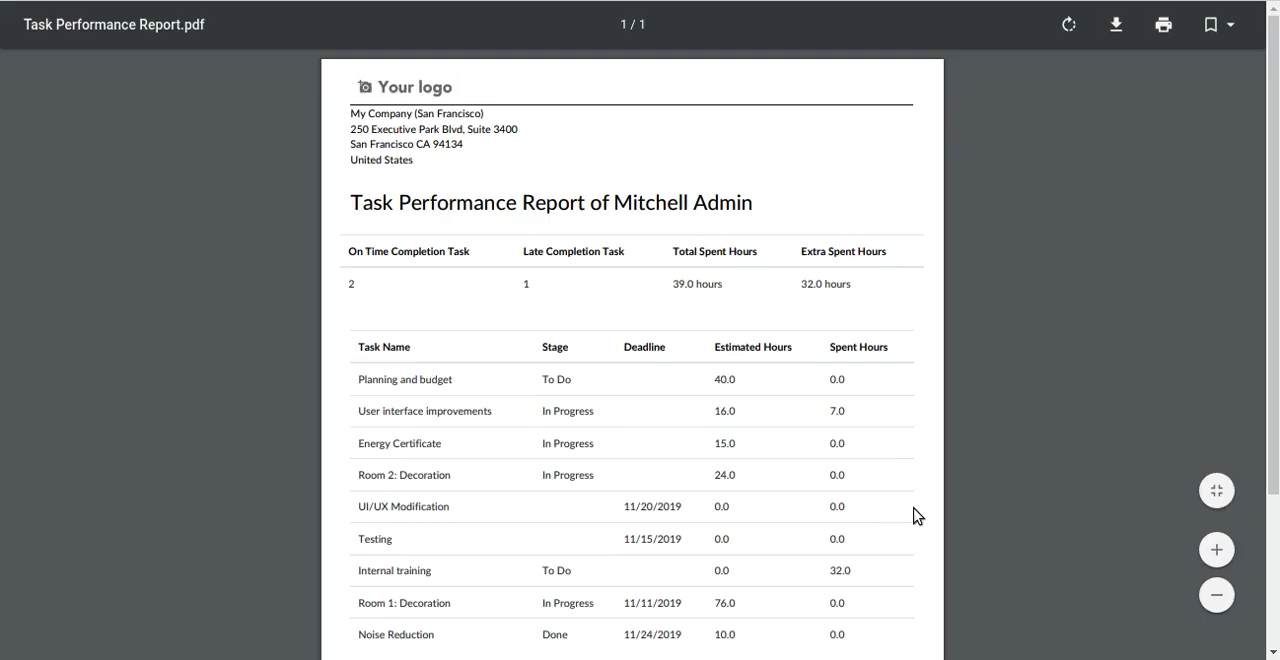 Task Performance Report.pdf 1 / 1
Your logo
My Company (San Francisco)
250 Executive Park Blvd, Suite 3400
San Francisco CA 94134
United States
Task Performance Report of Mitchell Admin
On Time Completion Task Late Completion Task Total Spent Hours Extra Spent Hours
2 1 39.0 hours 32.0 hours
Task Name Stage Deadline Estimated Hours Spent Hours
Planning and budget To Do 40.0 0.0
User interface improvements In Progress 16.0 7.0
Energy Certificate In Progress 15.0 0.0
Room 2: Decoration In Progress 24.0 0.0
UI/UX Modification 11/20/2019 0.0 0.0
Testing 11/15/2019 0.0 0.0
Internal training To Do 0.0 32.0
Room 1: Decoration In Progress 11/11/2019 76.0 0.0
Noise Reduction Done 11/24/2019 10.0 0.0